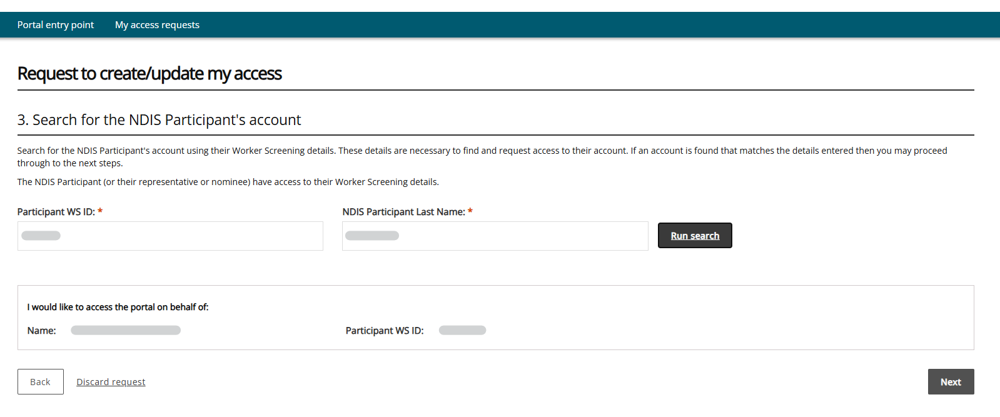 Portal entry point My access requests
Request to create/update my access
3. Search for the NDIS Participant's account
Search for the NDIS Participant's account using their Worker Screening details. These details are necessary to find and request access to their account. If an account is found that matches the details entered then you may proceed
through to the next steps.
The NDIS Participant (or their representative or nominee) have access to their Worker Screening details.
Participant WS ID: * NDIS Participant Last Name: *
Run search
I would like to access the portal on behalf of:
Name: Participant WS ID:
Back Discard request Next